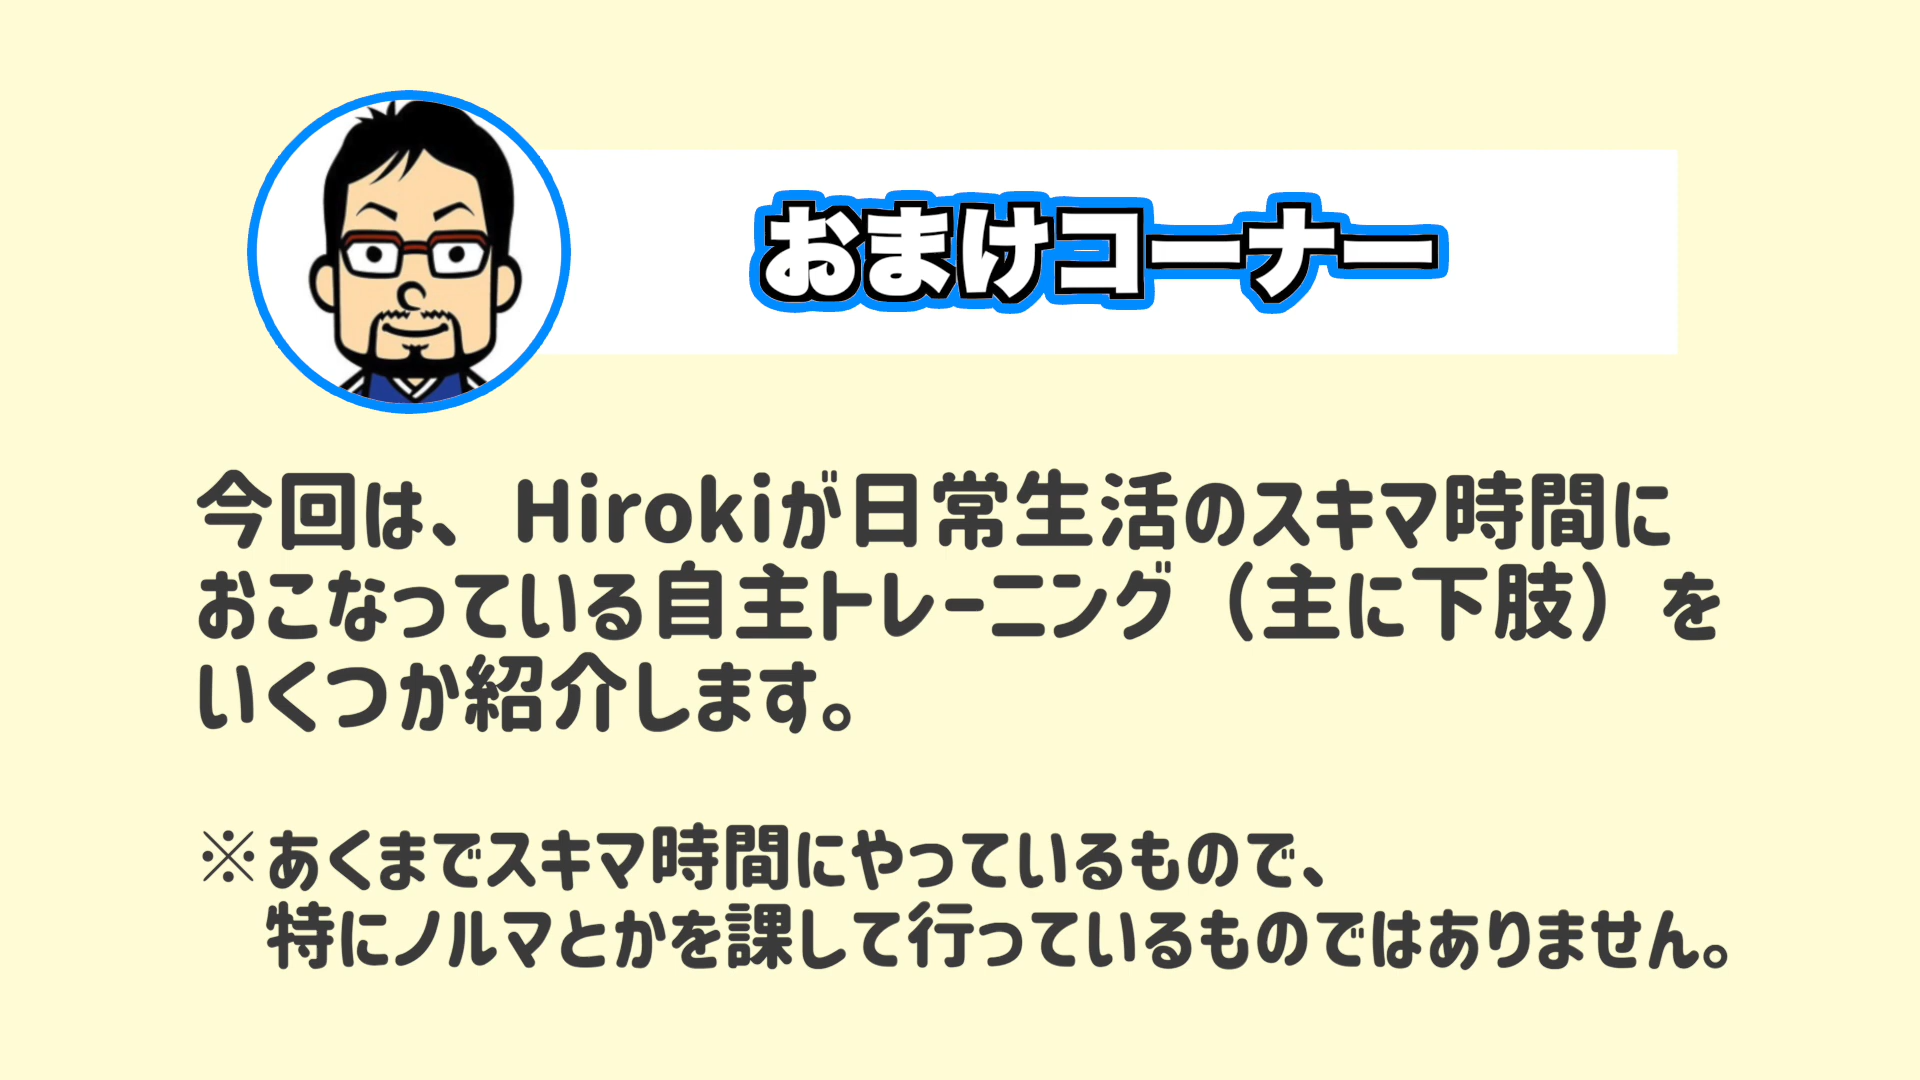 おまけコーナー
今回は、Hirokiが日常生活のスキマ時間に
おこなっている自主トレーニング（主に下肢）を
いくつか紹介します。
※あくまでスキマ時間にやっているもので、
特にノルマとかを課して行っているものではありません。